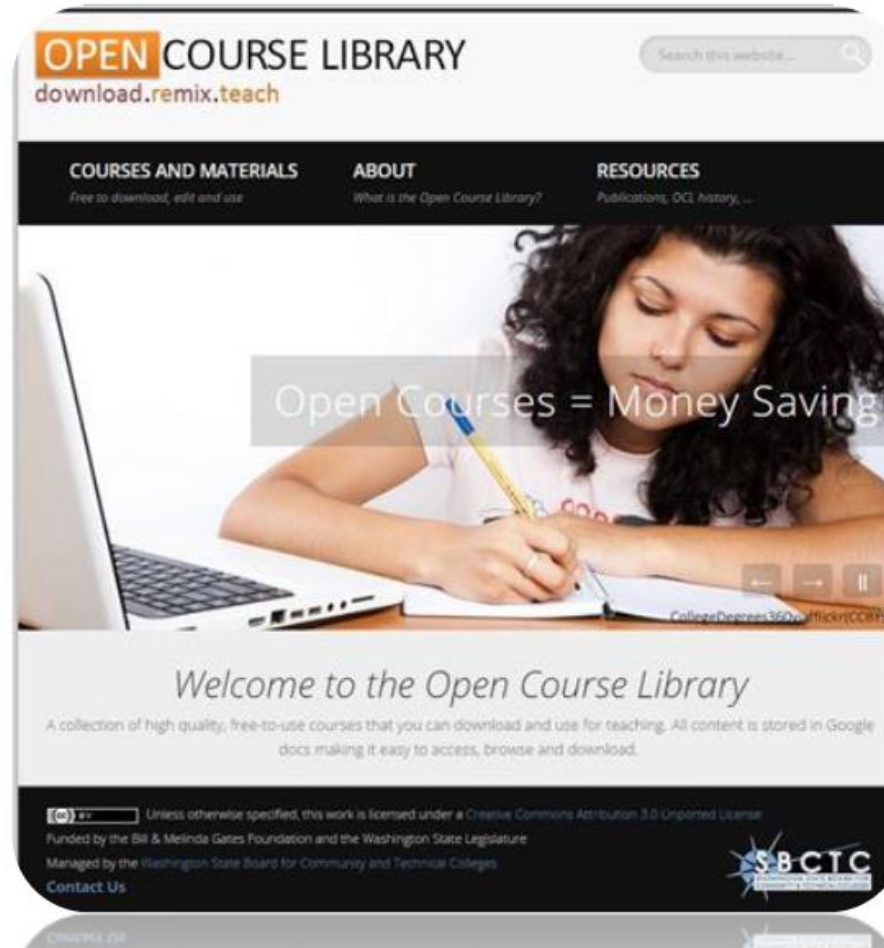 OPEN COURSE LIBRARY
download.remix.teach
Search this website...
COURSES AND MATERIALS
Free to download, edit and use
ABOUT
What is the Open Course Library?
RESOURCES
Publications, OCL history, ...
Open Courses = Money Saving
CollegeDegrees360
Welcome to the Open Course Library
A collection of high quality, free-to-use courses that you can download and use for teaching. All content is stored in Google
docs making it easy to access, browse and download.
(cc) BY Unless otherwise specified, this work is licensed under a Creative Commons Attribution 3.0 Unported License
Funded by the Bill & Melinda Gates Foundation and the Washington State Legislature
Managed by the Washington State Board for Community and Technical Colleges
Contact Us
SBCTC